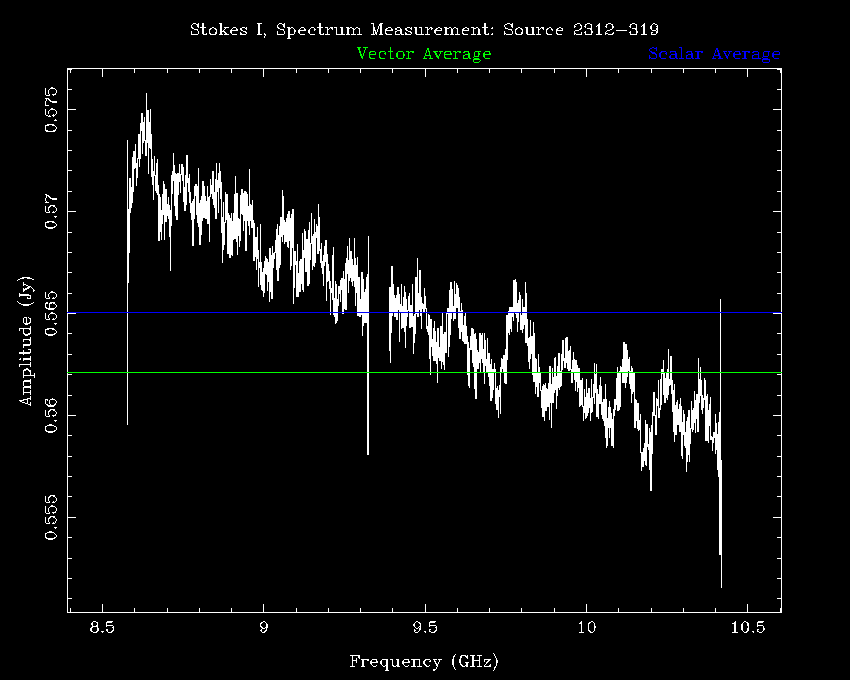 Stokes I, Spectrum Measurement: Source 2312-319
Vector Average Scalar Average
0.575
0.57
0.565
0.56
0.555
Amplitude (Jy)
8.5 9 9.5 10 10.5
Frequency (GHz)